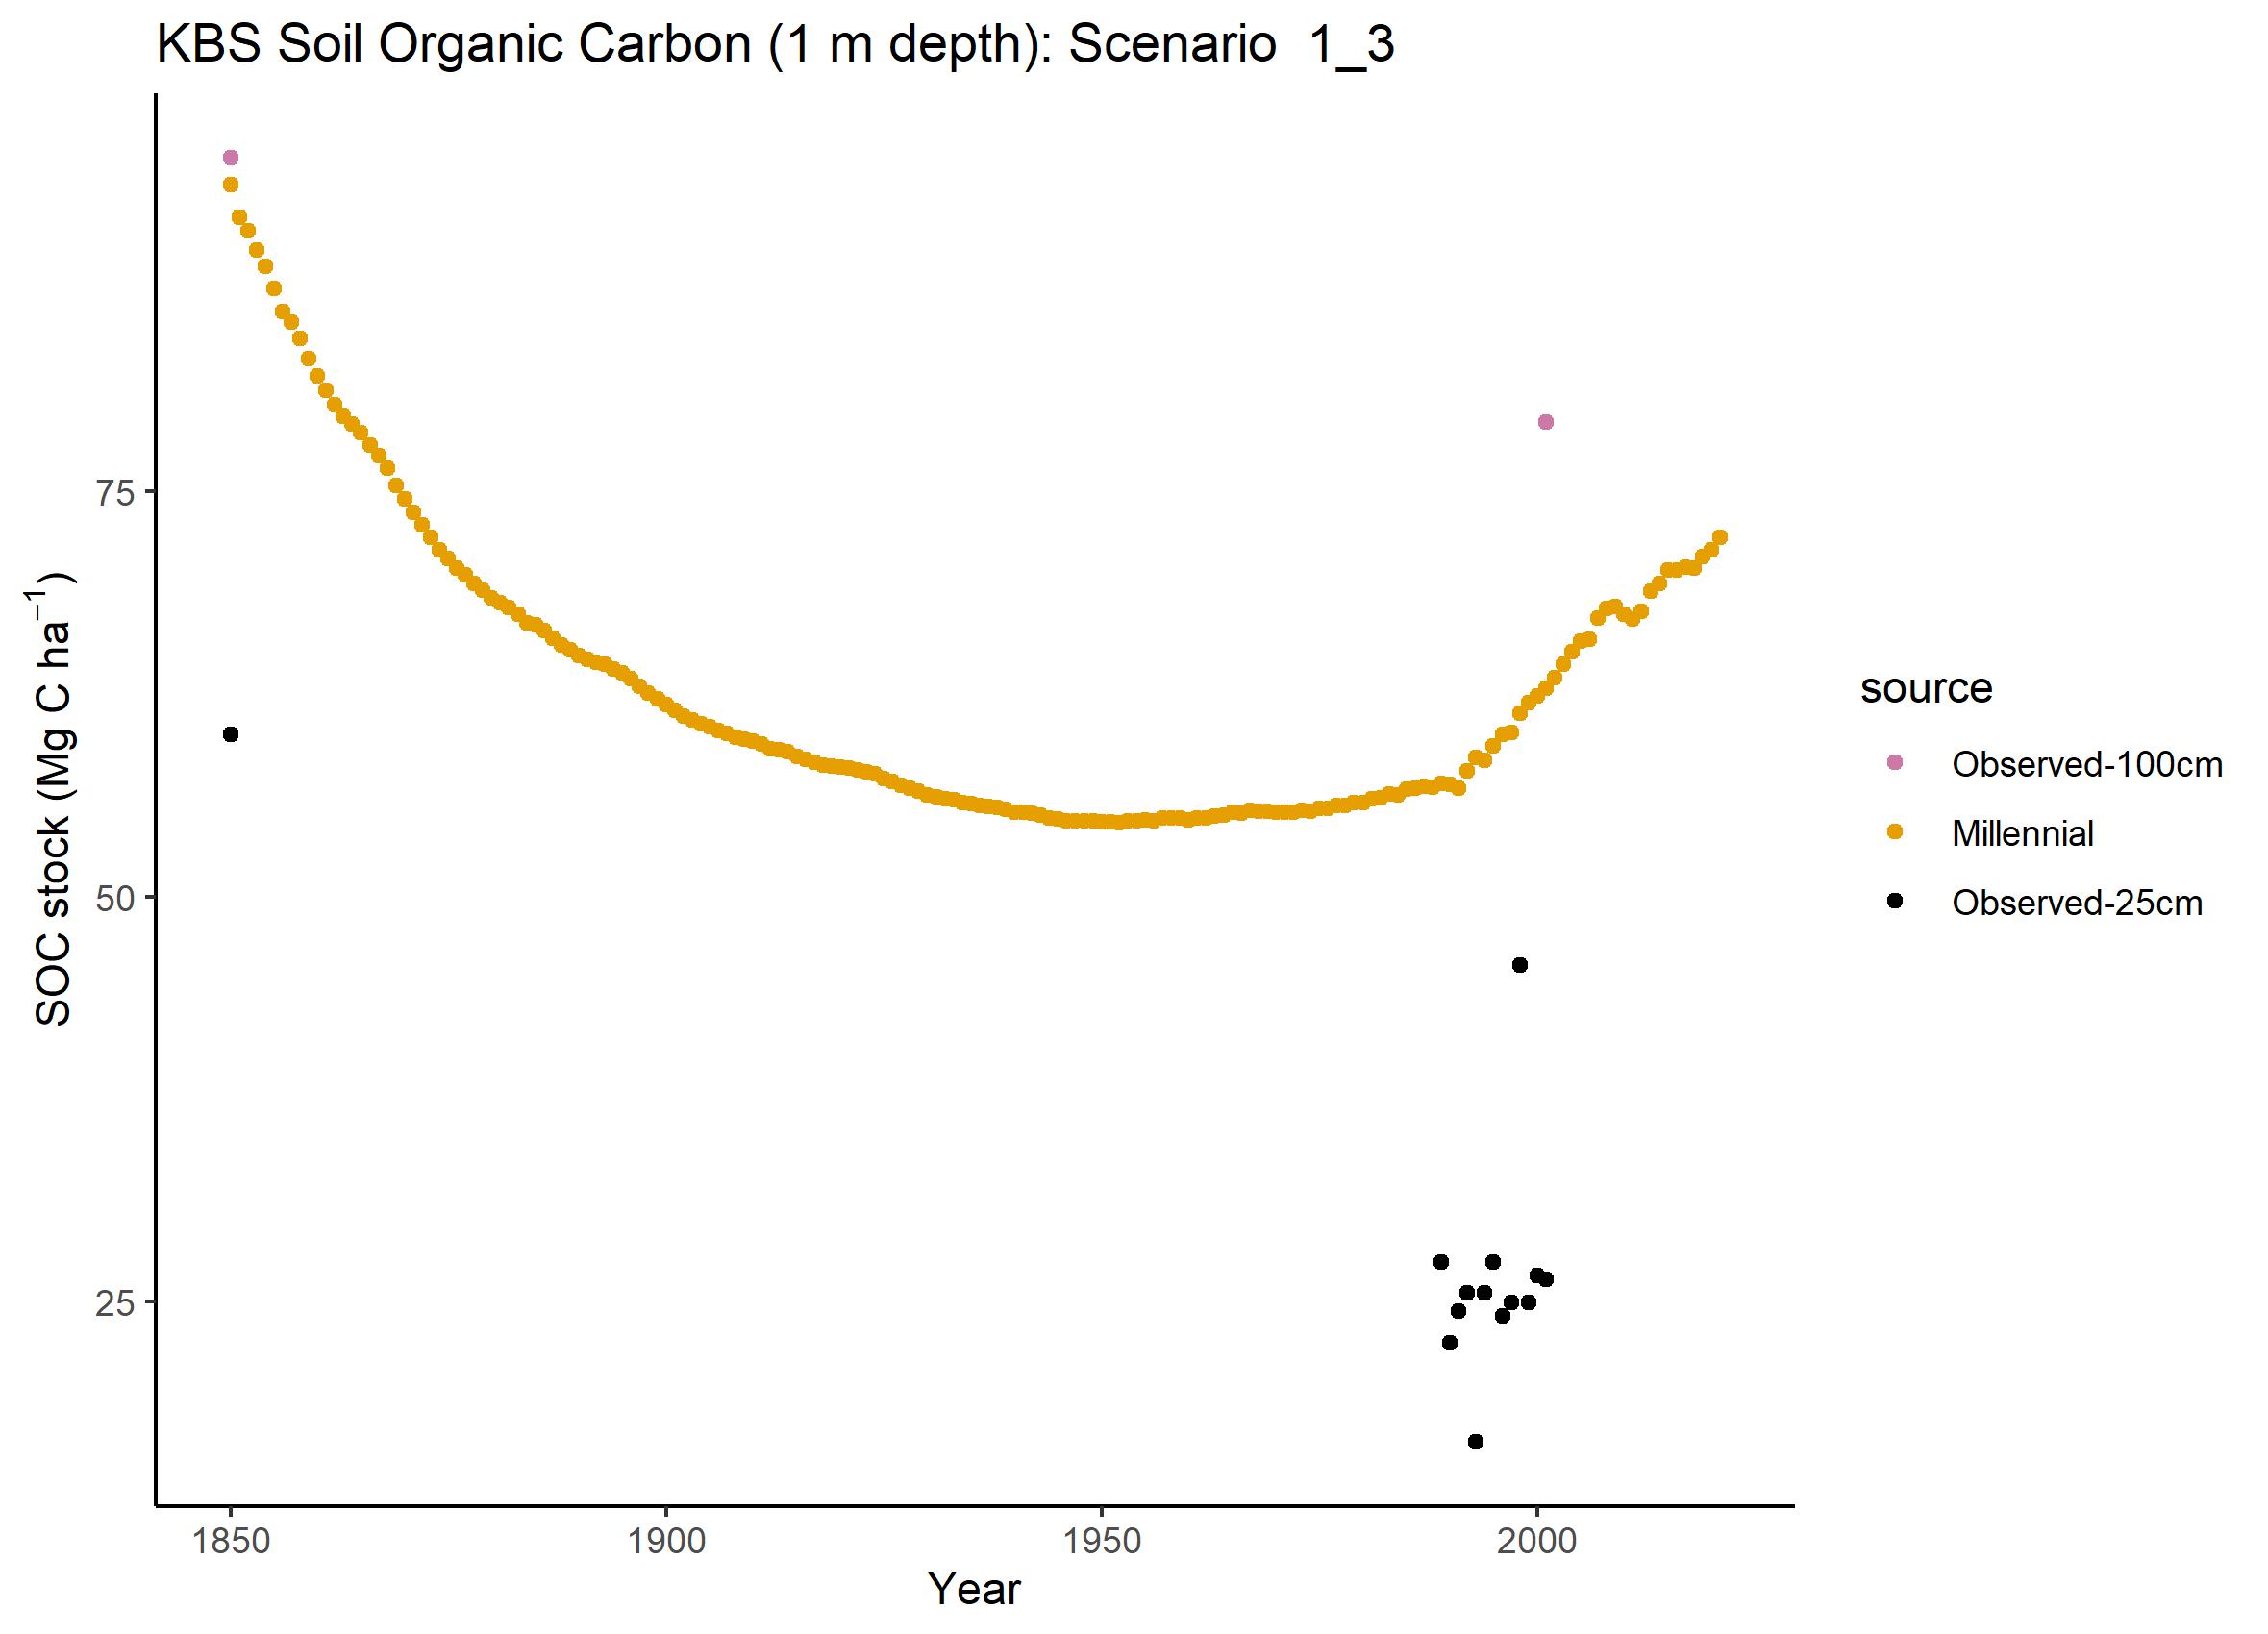 KBS Soil Organic Carbon (1 m depth): Scenario  1_3
SOC stock (Mg C ha⁻¹)
75
50
25
1850
1900
1950
2000
Year
source
Observed-100cm
Millennial
Observed-25cm